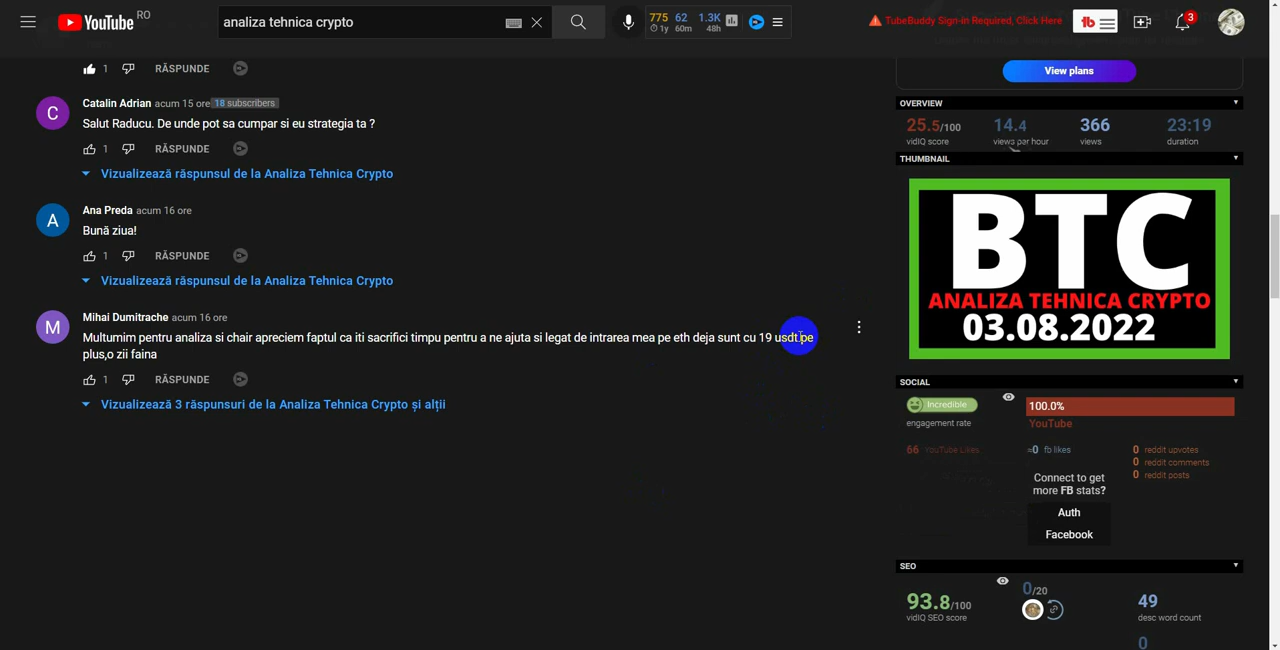 YouTube RO
analiza tehnica crypto
775 62 1.3K
1y 60m 48h
TubeBuddy Sign-in Required, Click Here
tb
3
1 RĂSPUNDE
View plans
C
Catalin Adrian acum 15 ore 18 subscribers
Salut Raducu. De unde pot sa cumpar si eu strategia ta ?
1 RĂSPUNDE
Vizualizează răspunsul de la Analiza Tehnica Crypto
A
Ana Preda acum 16 ore
Bună ziua!
1 RĂSPUNDE
Vizualizează răspunsul de la Analiza Tehnica Crypto
M
Mihai Dumitrache acum 16 ore
Multumim pentru analiza si chair apreciem faptul ca iti sacrifici timpu pentru a ne ajuta si legat de intrarea mea pe eth deja sunt cu 19 usdt pe
plus,o zii faina
1 RĂSPUNDE
Vizualizează 3 răspunsuri de la Analiza Tehnica Crypto și alții
OVERVIEW
25.5/100 14.4 366 23:19
vidIQ score views per hour views duration
THUMBNAIL
BTC
ANALIZA TEHNICA CRYPTO
03.08.2022
SOCIAL
Incredible
engagement rate
100.0%
YouTube
66 YouTube Likes
0 fb likes
0 reddit upvotes
0 reddit comments
0 reddit posts
Connect to get
more FB stats?
Auth
Facebook
SEO
93.8/100 0/20 49
vidIQ SEO score desc word count
0